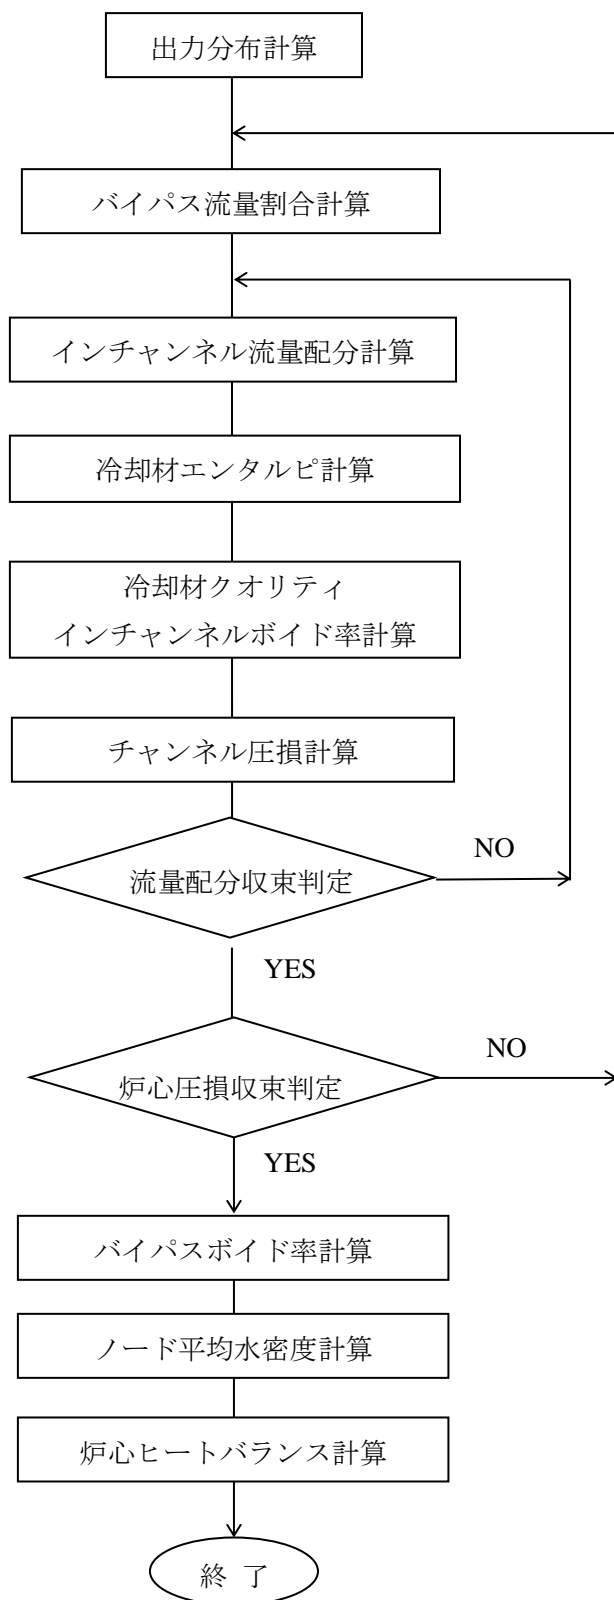 出力分布計算
バイパス流量割合計算
インチャンネル流量配分計算
冷却材エンタルピ計算
冷却材クオリティ
インチャンネルボイド率計算
チャンネル圧損計算
NO
流量配分収束判定
YES
NO
炉心圧損収束判定
YES
バイパスボイド率計算
ノード平均水密度計算
炉心ヒートバランス計算
終 了